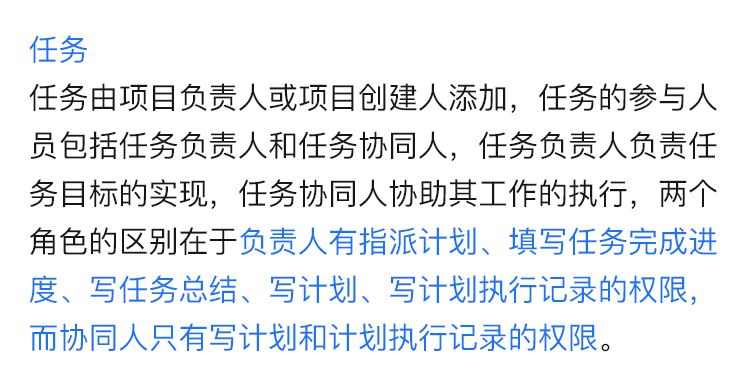 任务
任务由项目负责人或项目创建人添加，任务的参与人
员包括任务负责人和任务协同人，任务负责人负责任
务目标的实现，任务协同人协助其工作的执行，两个
角色的区别在于负责人有指派计划、填写任务完成进
度、写任务总结、写计划、写计划执行记录的权限，
而协同人只有写计划和计划执行记录的权限。